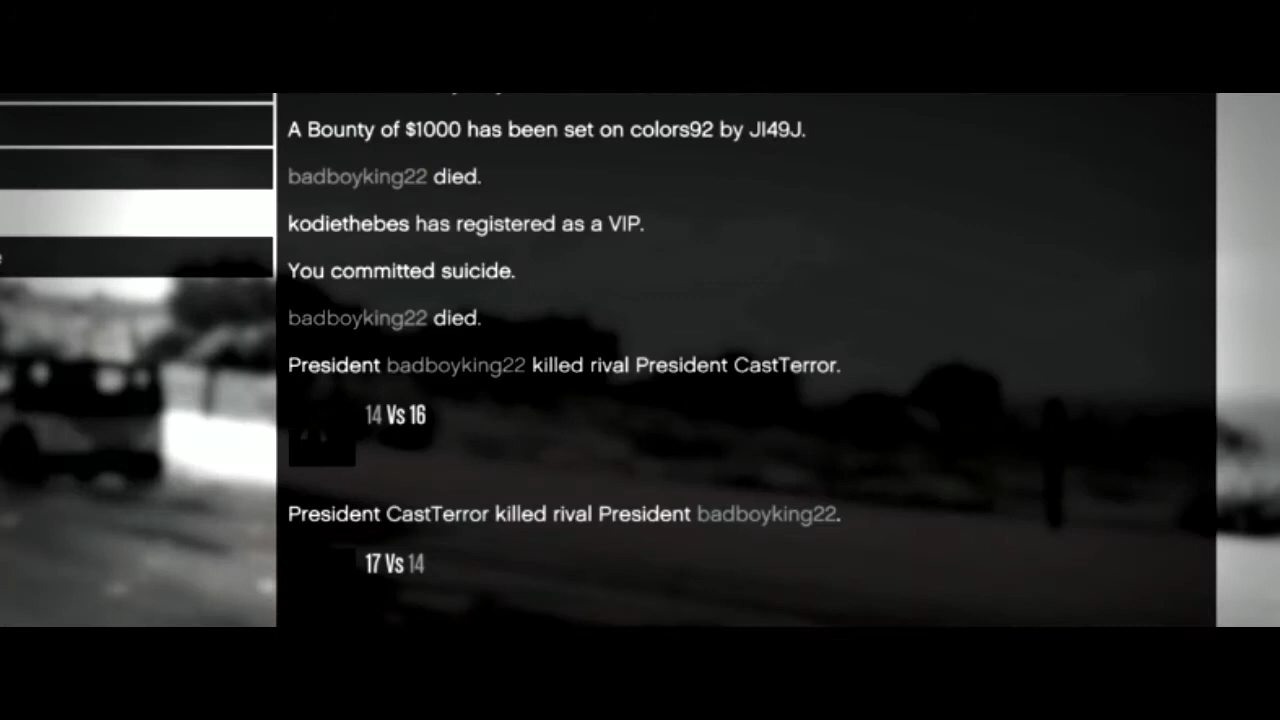 A Bounty of $1000 has been set on colors92 by JI49J.
badboyking22 died.
kodiethebes has registered as a VIP.
You committed suicide.
badboyking22 died.
President badboyking22 killed rival President CastTerror.
14 Vs 16
President CastTerror killed rival President badboyking22.
17 Vs 14